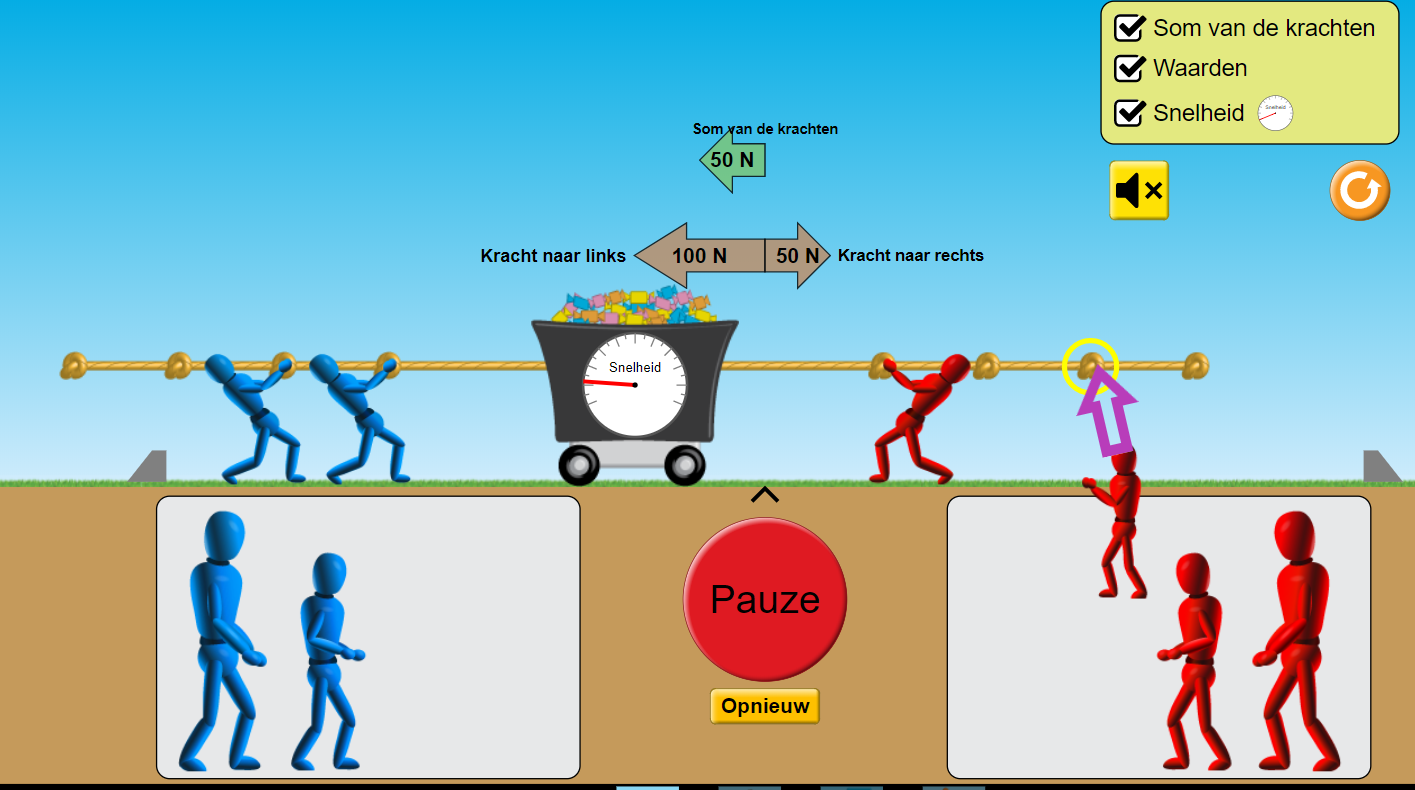 Som van de krachten
Waarden
Snelheid
Som van de krachten
50 N
Kracht naar links
100 N
50 N
Kracht naar rechts
Snelheid
Pauze
Opnieuw